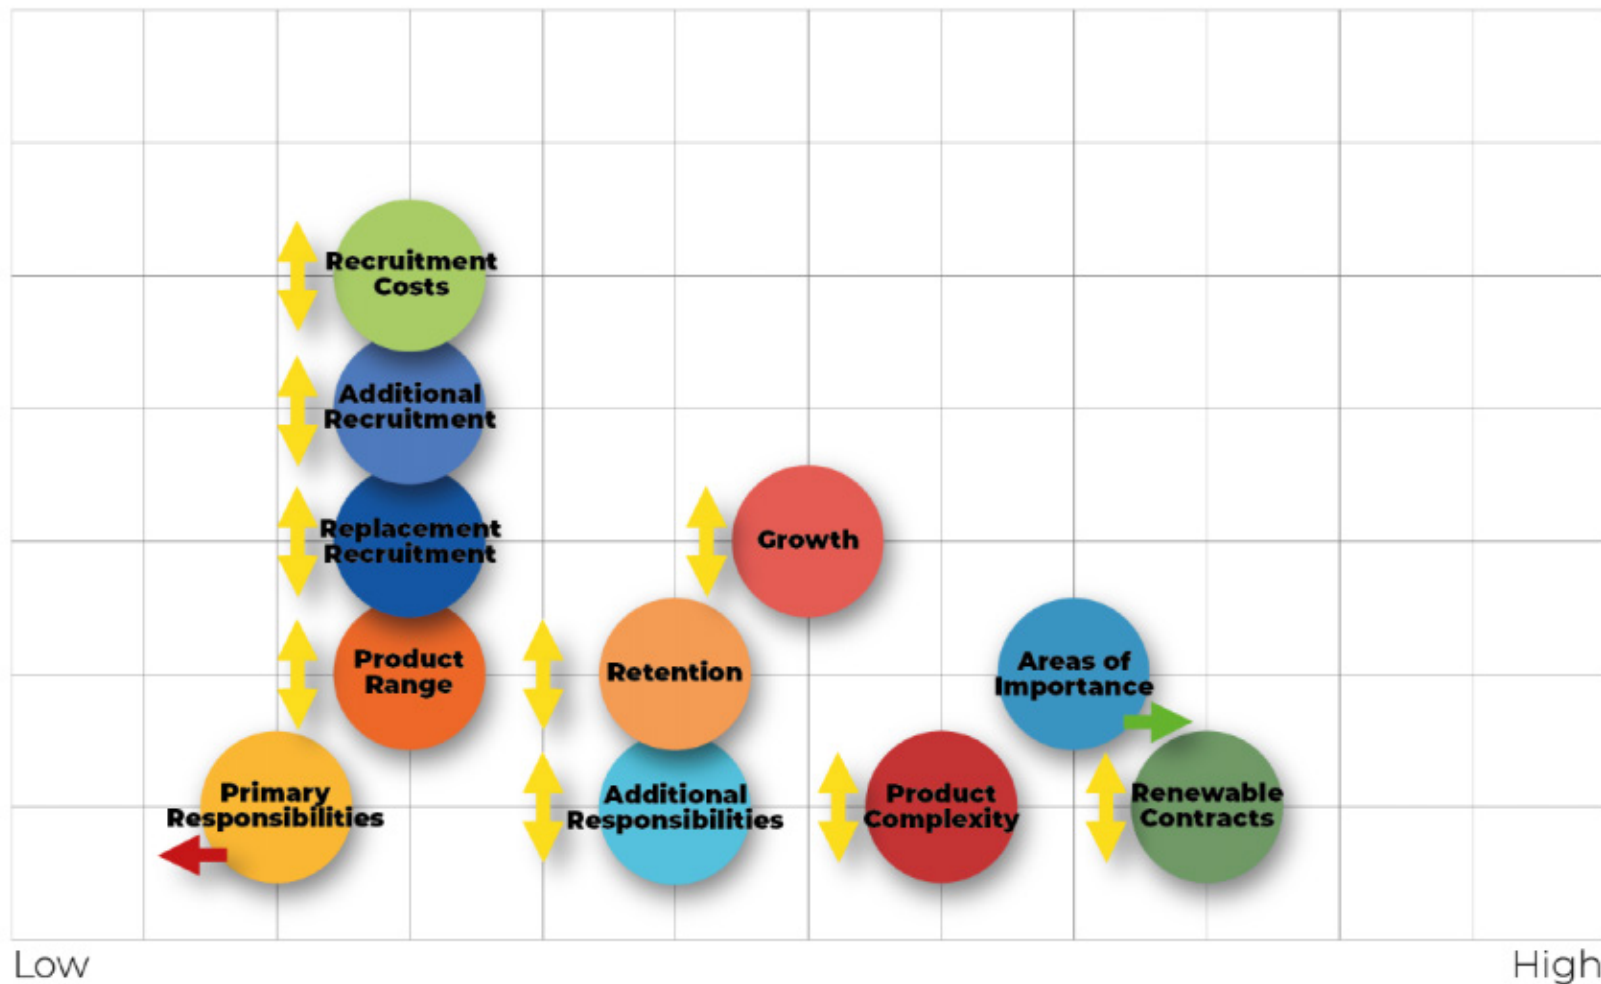 Recruitment
Costs
Additional
Recruitment
Replacement
Recruitment
Growth
Product
Range
Retention
Areas of
Importance
Primary
Responsibilities
Additional
Responsibilities
Product
Complexity
Renewable
Contracts
Low
High